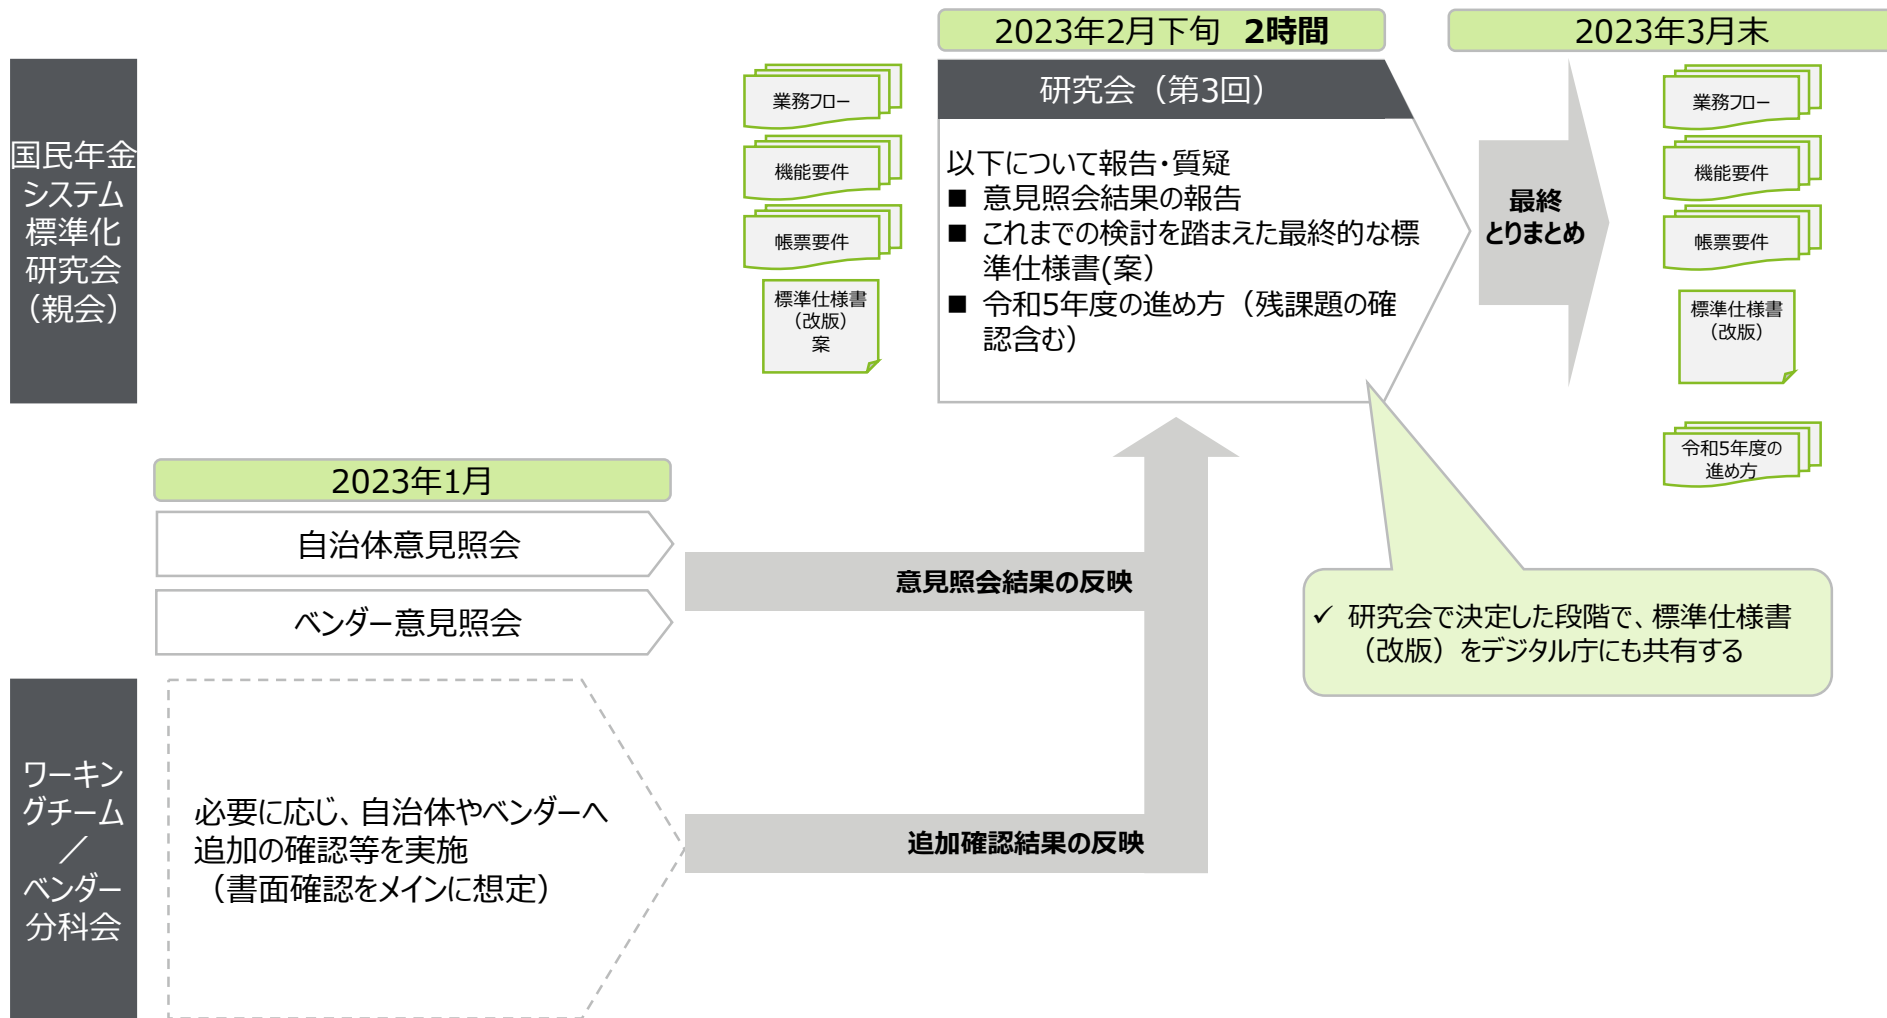 2023年2月下旬 2時間
2023年3月末
国民年金
システム
標準化
研究会
（親会）
業務フロー
機能要件
帳票要件
標準仕様書
（改版）
案
研究会（第3回）
以下について報告・質疑
■ 意見照会結果の報告
■ これまでの検討を踏まえた最終的な標
準仕様書(案）
■ 令和5年度の進め方（残課題の確
認含む）
最終
とりまとめ
業務フロー
機能要件
帳票要件
標準仕様書
（改版）
令和5年度の
進め方
2023年1月
自治体意見照会
ベンダー意見照会
意見照会結果の反映
✓ 研究会で決定した段階で、標準仕様書
（改版）をデジタル庁にも共有する
ワーキン
グチーム
／
ベンダー
分科会
必要に応じ、自治体やベンダーへ
追加の確認等を実施
（書面確認をメインに想定）
追加確認結果の反映